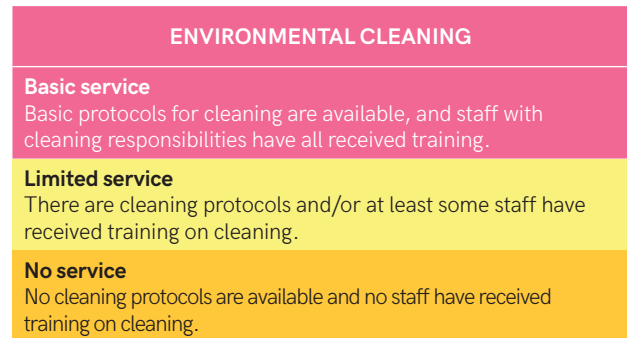 ENVIRONMENTAL CLEANING
Basic service
Basic protocols for cleaning are available, and staff with
cleaning responsibilities have all received training.
Limited service
There are cleaning protocols and/or at least some staff have
received training on cleaning.
No service
No cleaning protocols are available and no staff have received
training on cleaning.